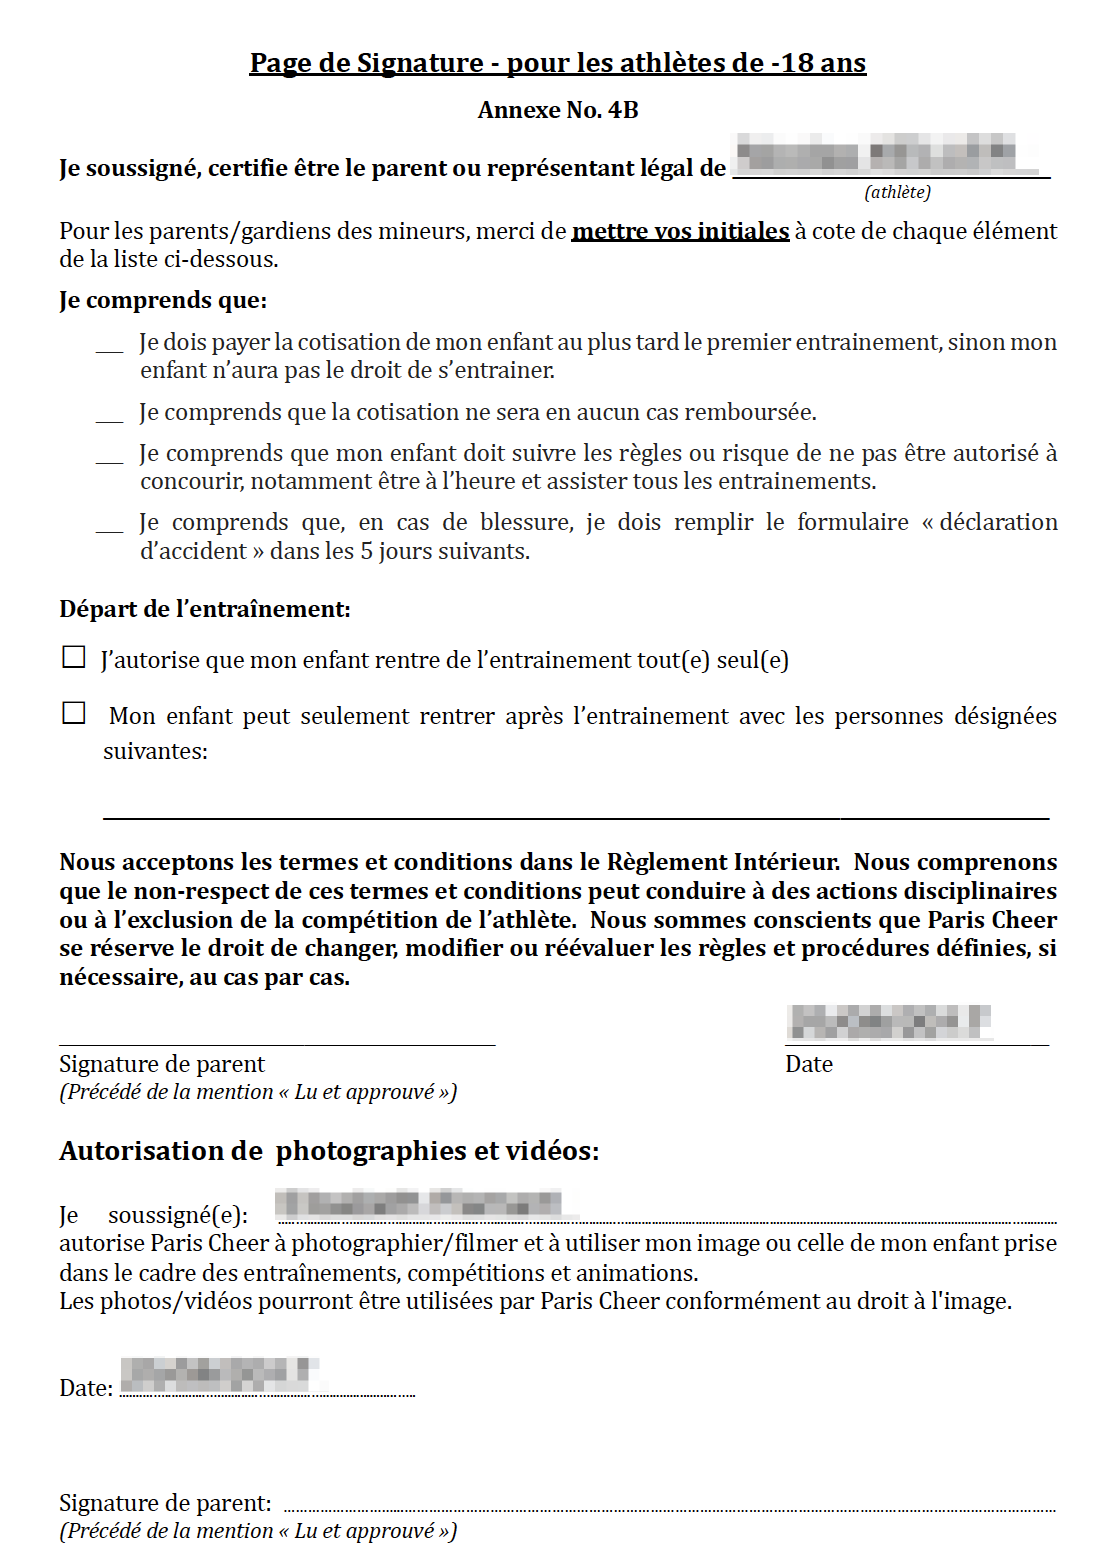 Page de Signature - pour les athlètes de -18 ans
Annexe No. 4B
Je soussigné, certifie être le parent ou représentant légal de
(athlète)
Pour les parents/gardiens des mineurs, merci de mettre vos initiales à cote de chaque élément
de la liste ci-dessous.
Je comprends que:
Je dois payer la cotisation de mon enfant au plus tard le premier entrainement, sinon mon
enfant n’aura pas le droit de s’entrainer.
Je comprends que la cotisation ne sera en aucun cas remboursée.
Je comprends que mon enfant doit suivre les règles ou risque de ne pas être autorisé à
concourir, notamment être à l’heure et assister tous les entrainements.
Je comprends que, en cas de blessure, je dois remplir le formulaire « déclaration
d’accident » dans les 5 jours suivants.
Départ de l’entraînement:
☐ J’autorise que mon enfant rentre de l’entrainement tout(e) seul(e)
☐ Mon enfant peut seulement rentrer après l’entrainement avec les personnes désignées
suivantes:
Nous acceptons les termes et conditions dans le Règlement Intérieur. Nous comprenons
que le non-respect de ces termes et conditions peut conduire à des actions disciplinaires
ou à l’exclusion de la compétition de l’athlète. Nous sommes conscients que Paris Cheer
se réserve le droit de changer, modifier ou réévaluer les règles et procédures définies, si
nécessaire, au cas par cas.
Signature de parent Date
(Précédé de la mention « Lu et approuvé »)
Autorisation de photographies et vidéos:
Je soussigné(e):
autorise Paris Cheer à photographier/filmer et à utiliser mon image ou celle de mon enfant prise
dans le cadre des entraînements, compétitions et animations.
Les photos/vidéos pourront être utilisées par Paris Cheer conformément au droit à l'image.
Date:
Signature de parent:
(Précédé de la mention « Lu et approuvé »)